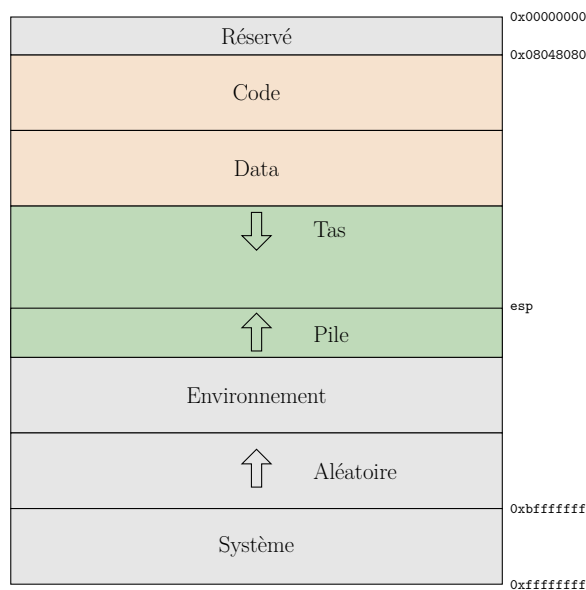 0x00000000
Réservé
0x08048080
Code
Data
Tas
esp
Pile
Environnement
Aléatoire
0xbfffffff
Système
0xffffffff